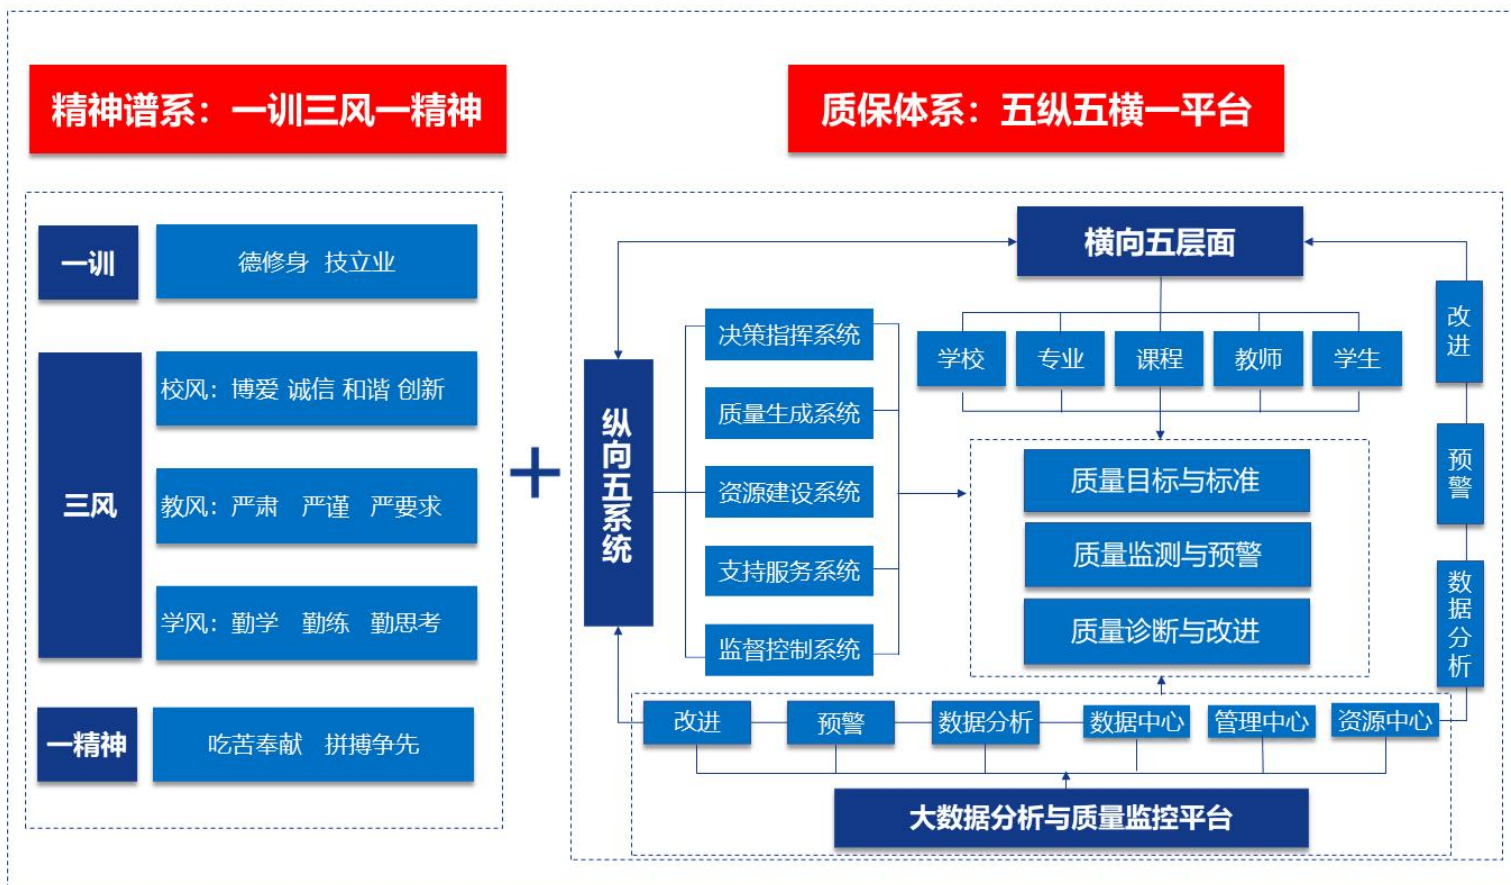 精神谱系：一训三风一精神
一训
德修身 技立业
三风
校风：博爱 诚信 和谐 创新
教风：严肃 严谨 严要求
学风：勤学 勤练 勤思考
一精神
吃苦奉献 拼搏争先
质保体系：五纵五横一平台
横向五层面
学校
专业
课程
教师
学生
纵向五系统
决策指挥系统
质量生成系统
资源建设系统
支持服务系统
监督控制系统
质量目标与标准
质量监测与预警
质量诊断与改进
改进
预警
数据分析
改进
预警
数据分析
数据中心
管理中心
资源中心
大数据分析与质量监控平台